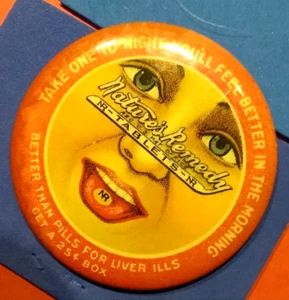 TAKE ONE TO-NIGHT YOU'LL FEEL BETTER IN THE MORNING
Nature's Remedy
NR-TABLETS-NR
NR
BETTER THAN PILLS FOR LIVER ILLS
GET A 25¢ BOX